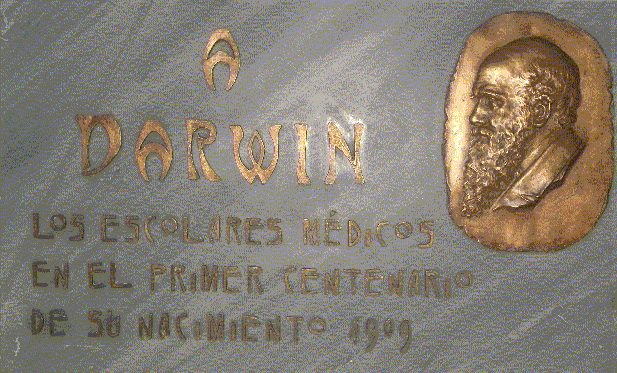 A
DARWIN
LOS ESCOLARES MÉDICOS
EN EL PRIMER CENTENARIO
DE SU NACIMIENTO 1909